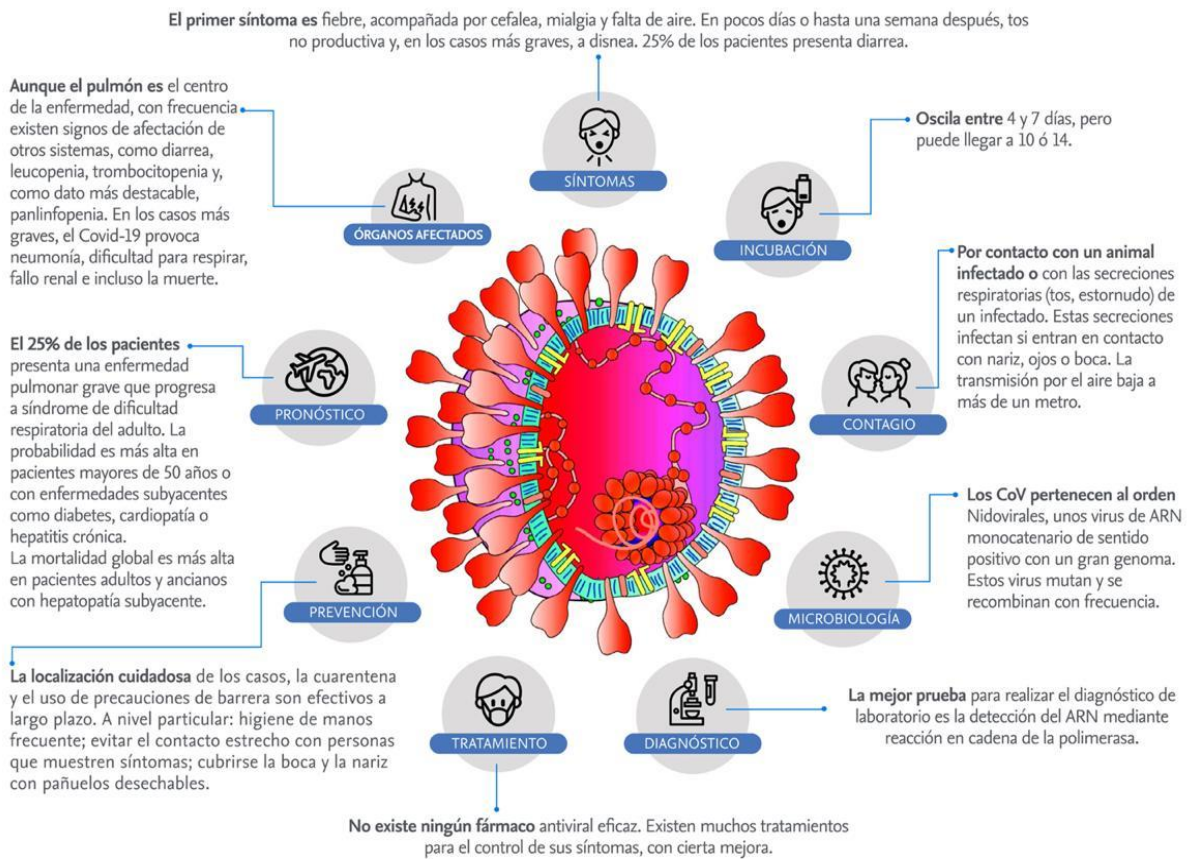 El primer síntoma es fiebre, acompañada por cefalea, mialgia y falta de aire. En pocos días o hasta una semana después, tos
no productiva y, en los casos más graves, a disnea. 25% de los pacientes presenta diarrea.
SÍNTOMAS
Aunque el pulmón es el centro
de la enfermedad, con frecuencia
existen signos de afectación de
otros sistemas, como diarrea,
leucopenia, trombocitopenia y,
como dato más destacable,
panlinfopenia. En los casos más
graves, el Covid-19 provoca
neumonía, dificultad para respirar,
fallo renal e incluso la muerte.
ÓRGANOS AFECTADOS
Oscila entre 4 y 7 días, pero
puede llegar a 10 ó 14.
INCUBACIÓN
Por contacto con un animal
infectado o con las secreciones
respiratorias (tos, estornudo) de
un infectado. Estas secreciones
infectan si entran en contacto
con nariz, ojos o boca. La
transmisión por el aire baja a
más de un metro.
CONTAGIO
El 25% de los pacientes
presenta una enfermedad
pulmonar grave que progresa
a síndrome de dificultad
respiratoria del adulto. La
probabilidad es más alta en
pacientes mayores de 50 años o
con enfermedades subyacentes
como diabetes, cardiopatía o
hepatitis crónica.
La mortalidad global es más alta
en pacientes adultos y ancianos
con hepatopatía subyacente.
PRONÓSTICO
Los CoV pertenecen al orden
Nidovirales, unos virus de ARN
monocatenario de sentido
positivo con un gran genoma.
Estos virus mutan y se
recombinan con frecuencia.
MICROBIOLOGÍA
PREVENCIÓN
La localización cuidadosa de los casos, la cuarentena
y el uso de precauciones de barrera son efectivos a
largo plazo. A nivel particular: higiene de manos
frecuente; evitar el contacto estrecho con personas
que muestren síntomas; cubrirse la boca y la nariz
con pañuelos desechables.
TRATAMIENTO
DIAGNÓSTICO
La mejor prueba para realizar el diagnóstico de
laboratorio es la detección del ARN mediante
reacción en cadena de la polimerasa.
No existe ningún fármaco antiviral eficaz. Existen muchos tratamientos
para el control de sus síntomas, con cierta mejora.